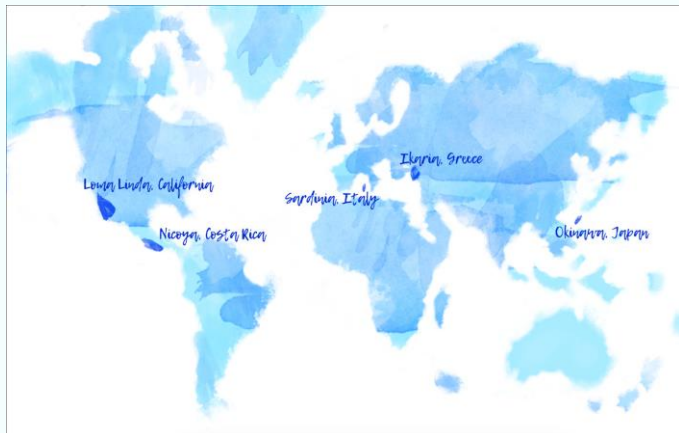 Ikaria, Greece
Loma Linda, California
Sardinia, Italy
Nicoya, Costa Rica
Okinawa, Japan